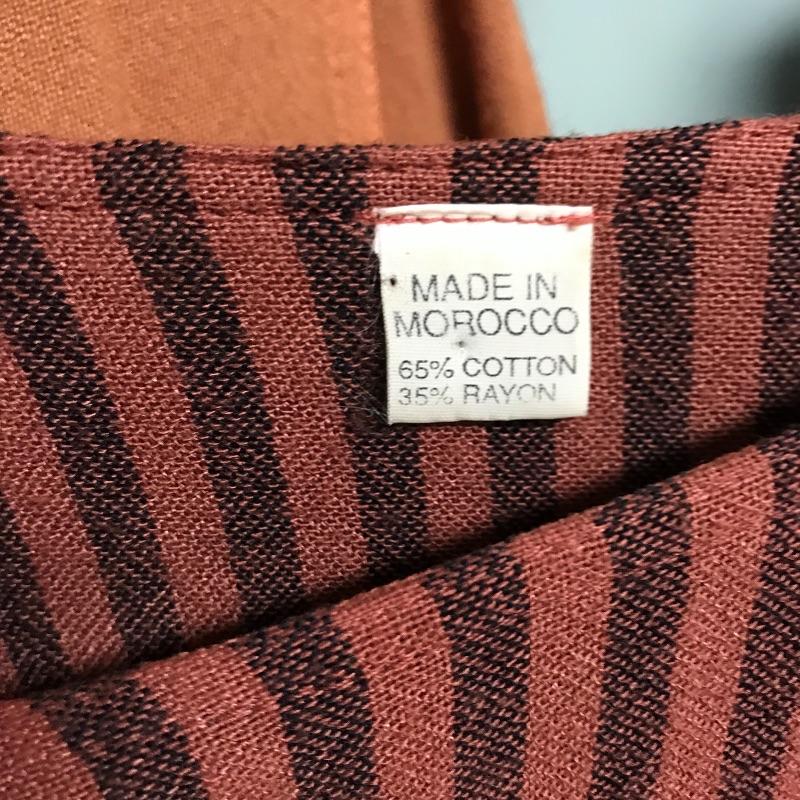 MADE IN
MOROCCO
65% COTTON
35% RAYON